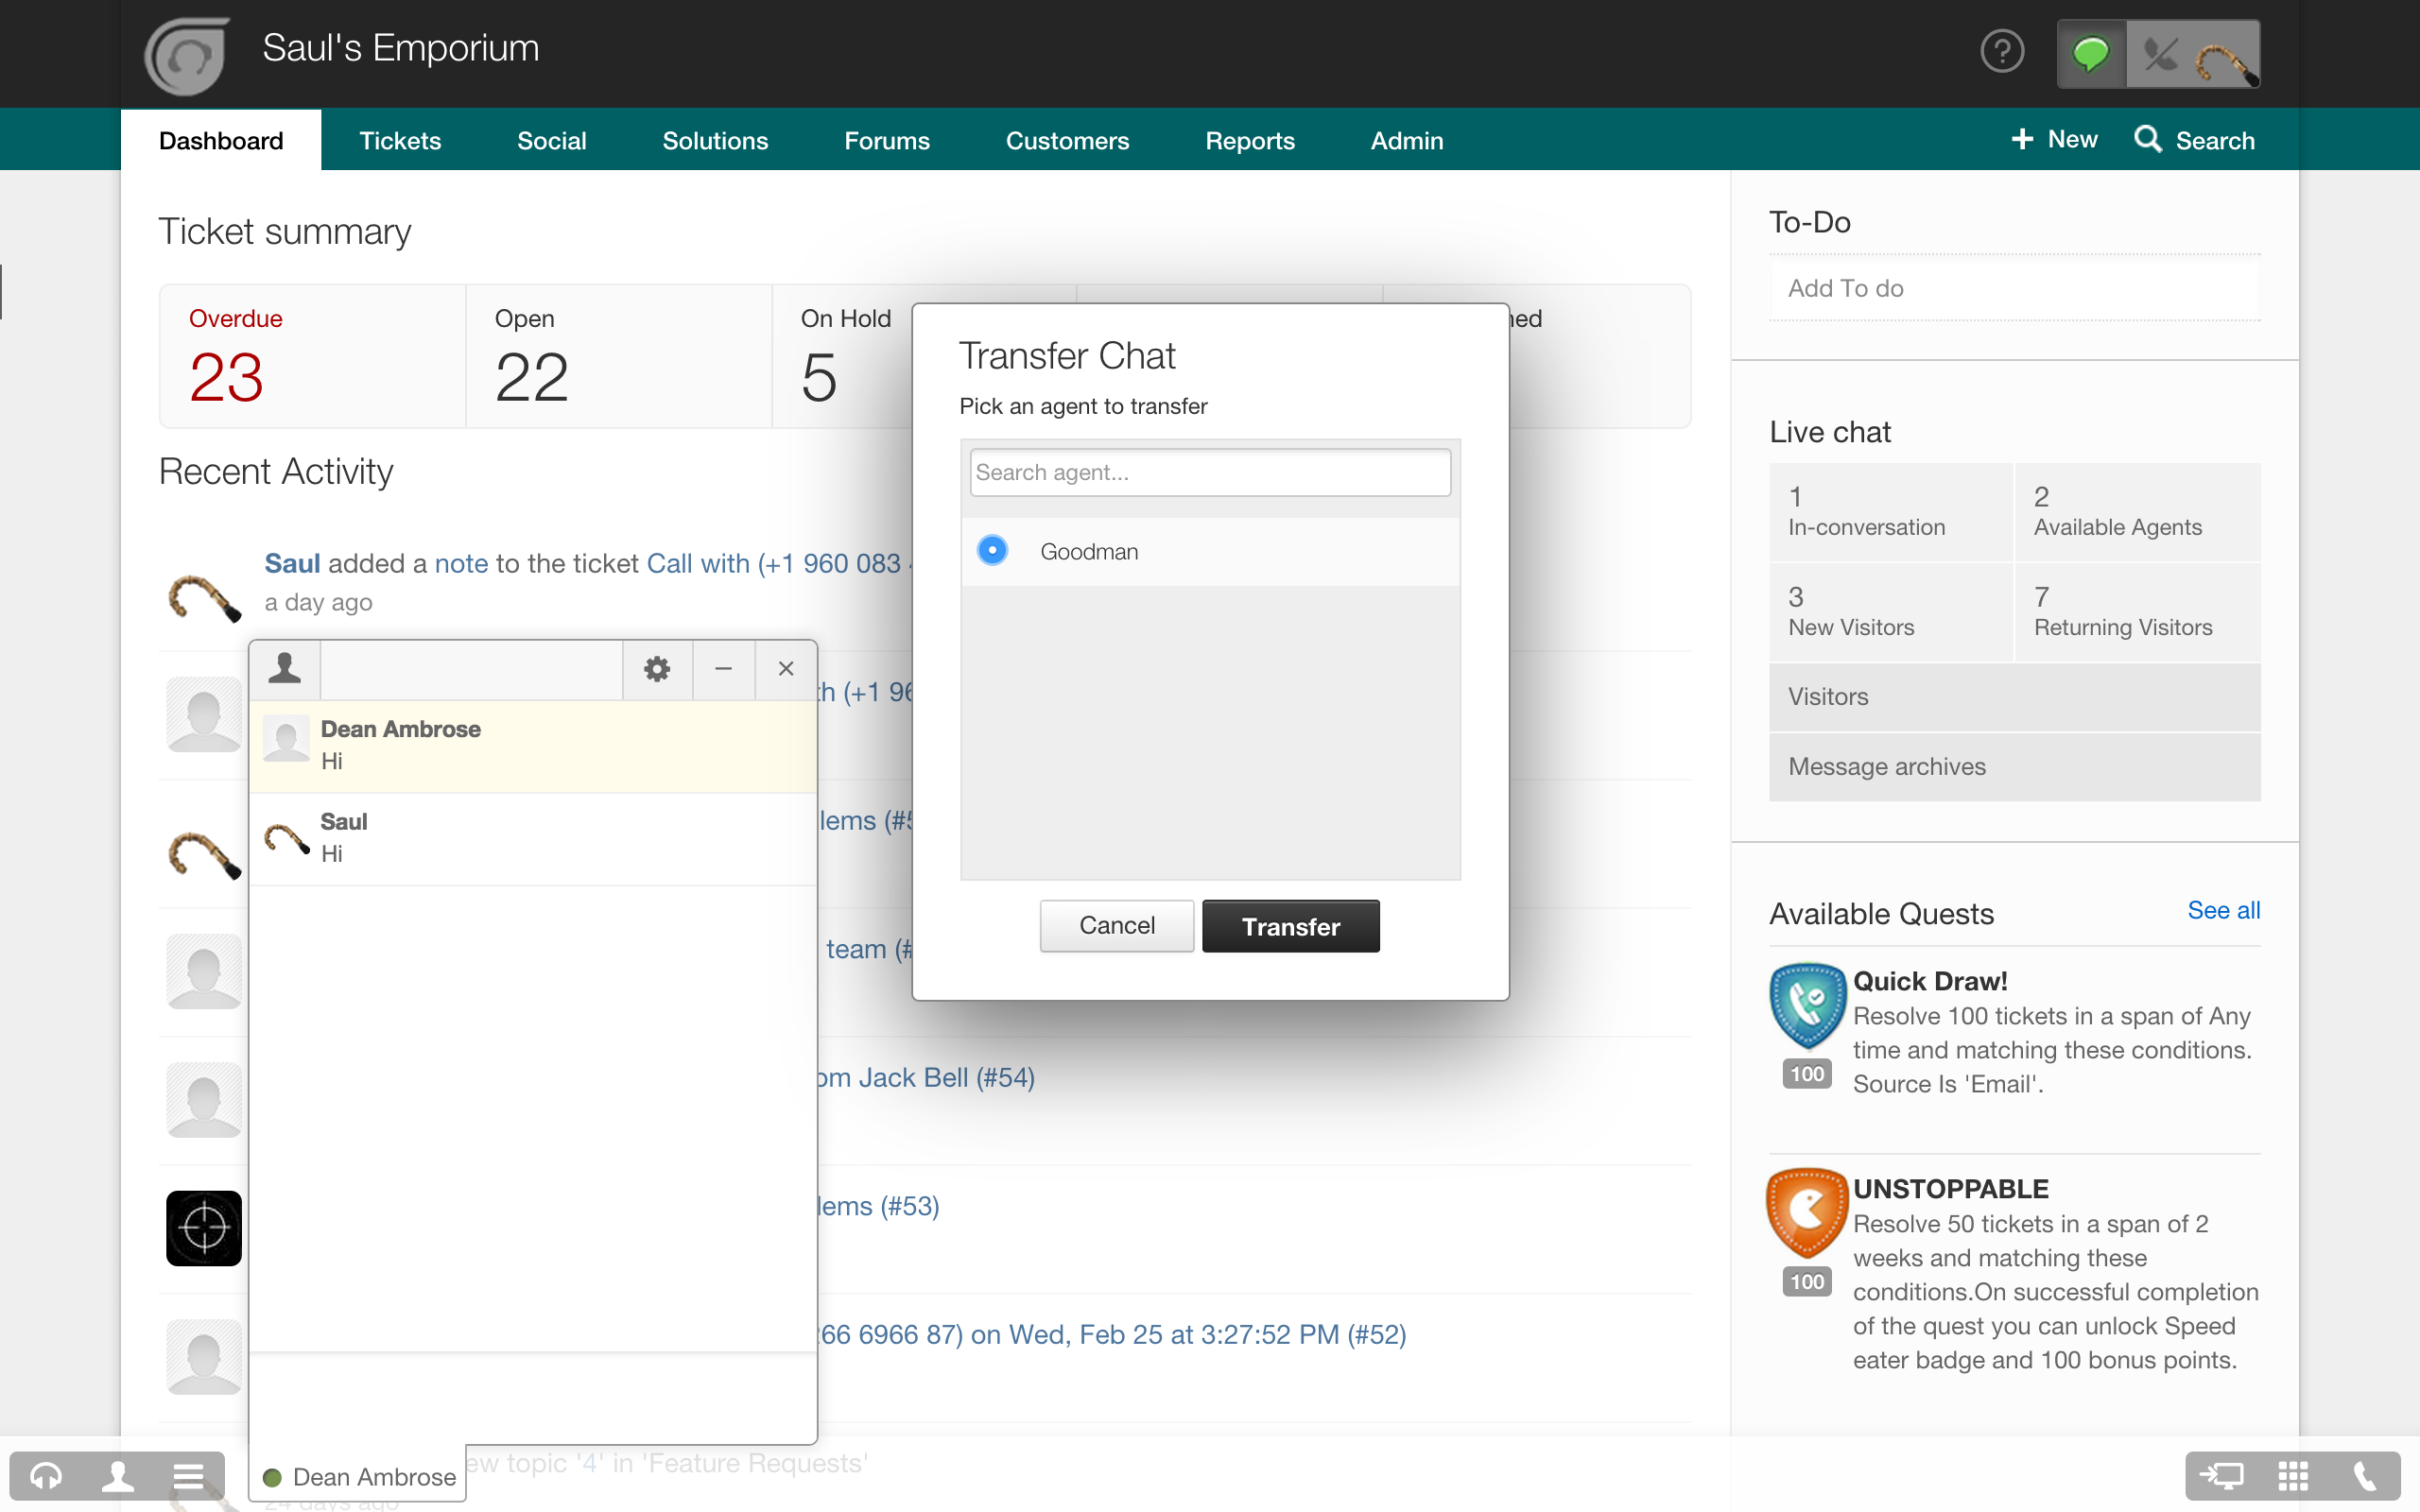 Saul's Emporium
?
Dashboard
Tickets
Social
Solutions
Forums
Customers
Reports
Admin
+ New
Search
Ticket summary
Overdue
23
Open
22
On Hold
5
Recent Activity
Saul added a note to the ticket Call with (+1 960 083
a day ago
(+1 96
lems (#5
team (#
om Jack Bell (#54)
lems (#53)
66 6966 87) on Wed, Feb 25 at 3:27:52 PM (#52)
ew topic '4' in 'Feature Requests'
24 days ago
Dean Ambrose
Hi
Saul
Hi
Dean Ambrose
Transfer Chat
Pick an agent to transfer
Search agent...
Goodman
Cancel
Transfer
To-Do
Add To do
Live chat
1
In-conversation
2
Available Agents
3
New Visitors
7
Returning Visitors
Visitors
Message archives
Available Quests
See all
Quick Draw!
Resolve 100 tickets in a span of Any
time and matching these conditions.
Source Is 'Email'.
100
UNSTOPPABLE
Resolve 50 tickets in a span of 2
weeks and matching these
conditions.On successful completion
of the quest you can unlock Speed
eater badge and 100 bonus points.
100